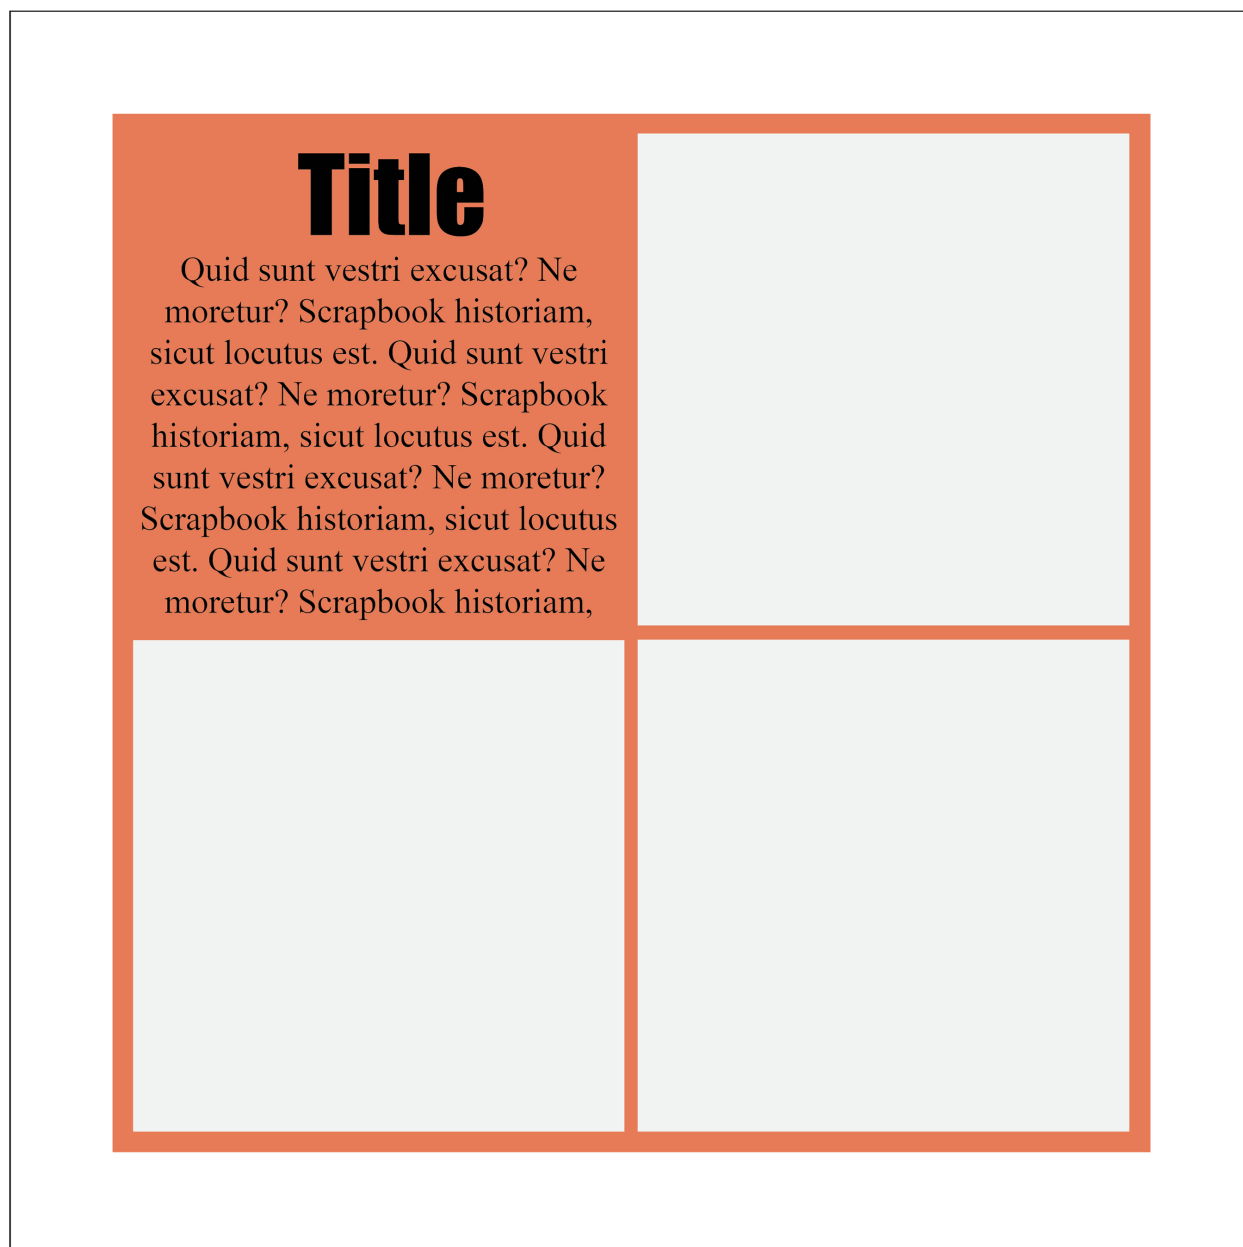 Title
Quid sunt vestri excusat? Ne
moretur? Scrapbook historiam,
sicut locutus est. Quid sunt vestri
excusat? Ne moretur? Scrapbook
historiam, sicut locutus est. Quid
sunt vestri excusat? Ne moretur?
Scrapbook historiam, sicut locutus
est. Quid sunt vestri excusat? Ne
moretur? Scrapbook historiam,